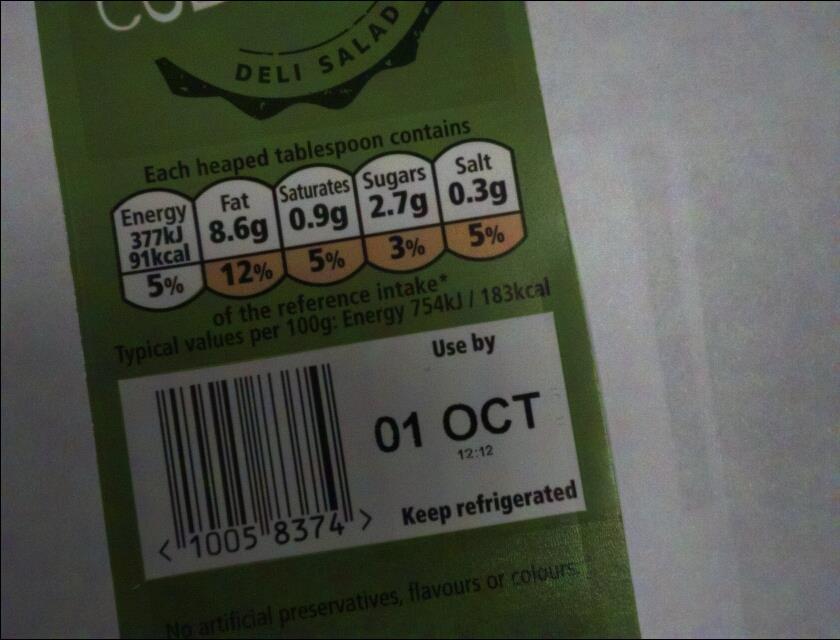 DELI SALAD
Each heaped tablespoon contains
Energy
377kJ
91kcal
5%
Fat
8.6g
12%
Saturates
0.9g
5%
Sugars
2.7g
3%
Salt
0.3g
5%
of the reference intake*
Typical values per 100g: Energy 754kJ / 183kcal
Use by
01 OCT
12:12
Keep refrigerated
<1005 8374>
No artificial preservatives, flavours or colours.